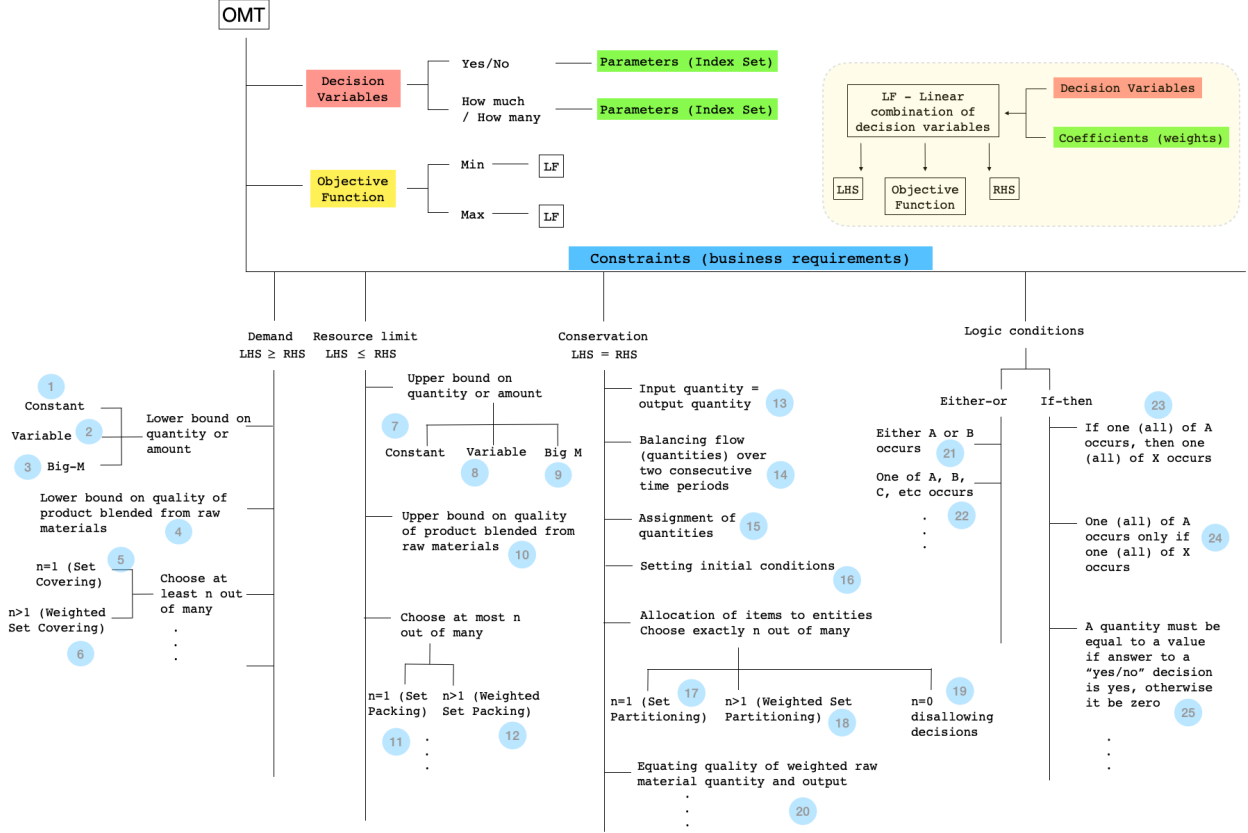 OMT
Decision
Variables
Yes/No
Parameters (Index Set)
How much
/ How many
Parameters (Index Set)
Objective
Function
Min
LF
Max
LF
LF - Linear
combination of
decision variables
Decision Variables
Coefficients (weights)
LHS
Objective
Function
RHS
Constraints (business requirements)
Demand
LHS ≥ RHS
1
Constant
Variable
2
3
Big-M
Lower bound on
quantity or
amount
Lower bound on quality of
product blended from raw
materials
4
5
n=1 (Set
Covering)
n>1 (Weighted
Set Covering)
6
Choose at
least n out
of many
Resource limit
LHS ≤ RHS
Upper bound on
quantity or amount
7
Constant
Variable
8
Big M
9
Upper bound on quality
of product blended from
raw materials
10
Choose at most n
out of many
n=1 (Set
Packing)
11
n>1 (Weighted
Set Packing)
12
Conservation
LHS = RHS
Input quantity =
output quantity
13
Balancing flow
(quantities) over
two consecutive
time periods
14
Assignment of
quantities
15
Setting initial conditions
16
Allocation of items to entities
Choose exactly n out of many
n=1 (Set
Partitioning)
17
n>1 (Weighted Set
Partitioning)
18
19
n=0
disallowing
decisions
Equating quality of weighted raw
material quantity and output
20
Logic conditions
Either-or
Either A or B
occurs
21
One of A, B,
C, etc occurs
22
If-then
23
If one (all) of A
occurs, then one
(all) of X occurs
One (all) of A
occurs only if
one (all) of X
occurs
24
A quantity must be
equal to a value
if answer to a
“yes/no” decision
is yes, otherwise
it be zero
25